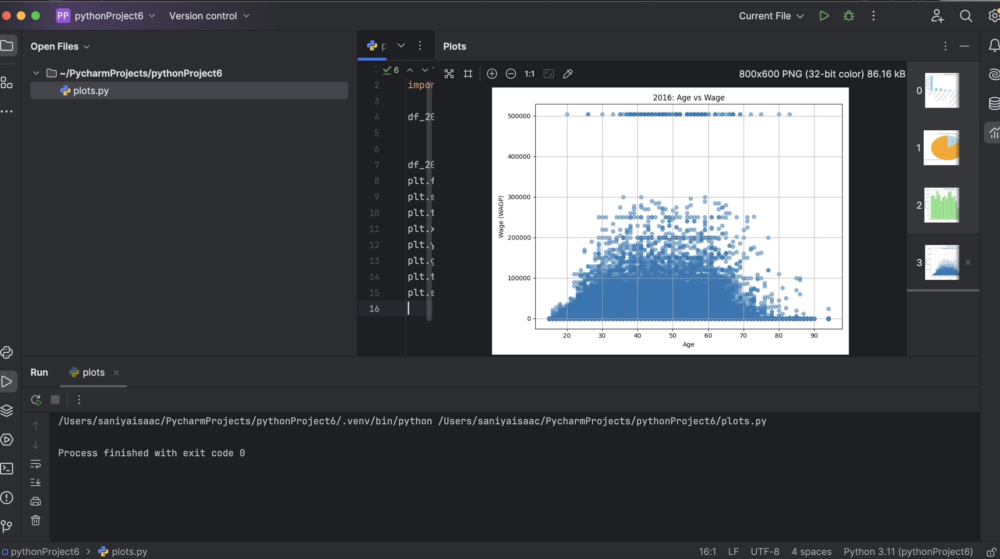 PP pythonProject6 Version control Current File
Open Files
~/PycharmProjects/pythonProject6
plots.py
p
6
2 impor
3
4 df_20
5
6
7 df_20
8 plt.f
9 plt.s
10 plt.t
11 plt.x
12 plt.y
13 plt.g
14 plt.t
15 plt.s
16
Plots
1:1 800x600 PNG (32-bit color) 86.16 kB
2016: Age vs Wage
500000
400000
300000
200000
100000
0
Wage (WAGP)
20 30 40 50 60 70 80 90
Age
0
1
2
3
Run plots
/Users/saniyaisaac/PycharmProjects/pythonProject6/.venv/bin/python /Users/saniyaisaac/PycharmProjects/pythonProject6/plots.py
Process finished with exit code 0
pythonProject6 > plots.py 16:1 LF UTF-8 4 spaces Python 3.11 (pythonProject6)